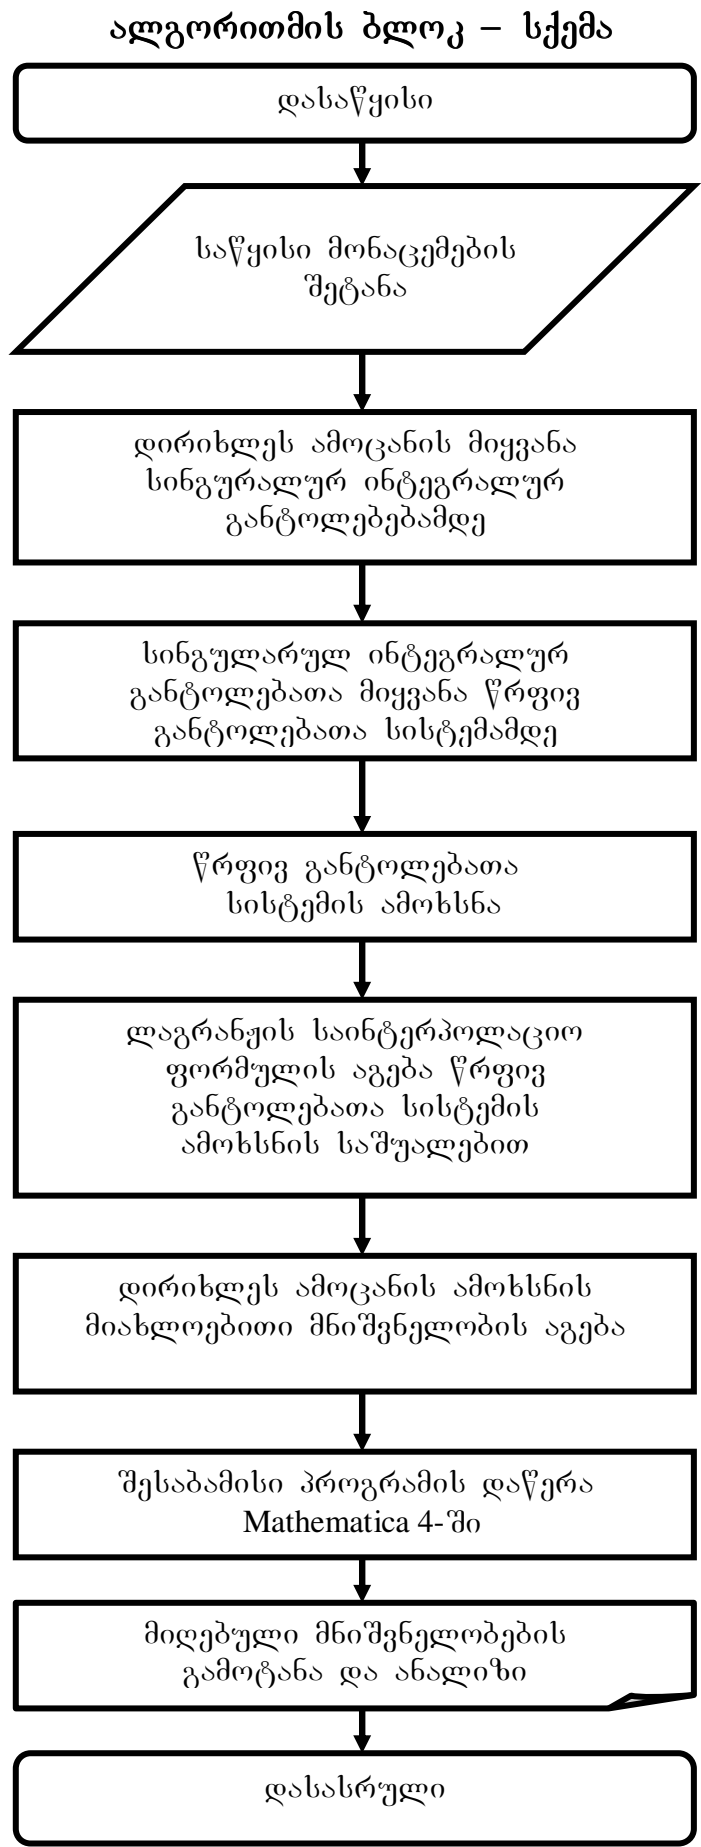 ალგორითმის ბლოკ – სქემა
დასაწყისი
საწყისი მონაცემების
შეტანა
დირიხლეს ამოცანის მიყვანა
სინგურალურ ინტეგრალურ
განტოლებებამდე
სინგულარულ ინტეგრალურ
განტოლებათა მიყვანა წრფივ
განტოლებათა სისტემამდე
წრფივ განტოლებათა
სისტემის ამოხსნა
ლაგრანჟის საინტერპოლაციო
ფორმულის აგება წრფივ
განტოლებათა სისტემის
ამოხსნის საშუალებით
დირიხლეს ამოცანის ამოხსნის
მიახლოებითი მნიშვნელობის აგება
შესაბამისი პროგრამის დაწერა
Mathematica 4-ში
მიღებული მნიშვნელობების
გამოტანა და ანალიზი
დასასრული